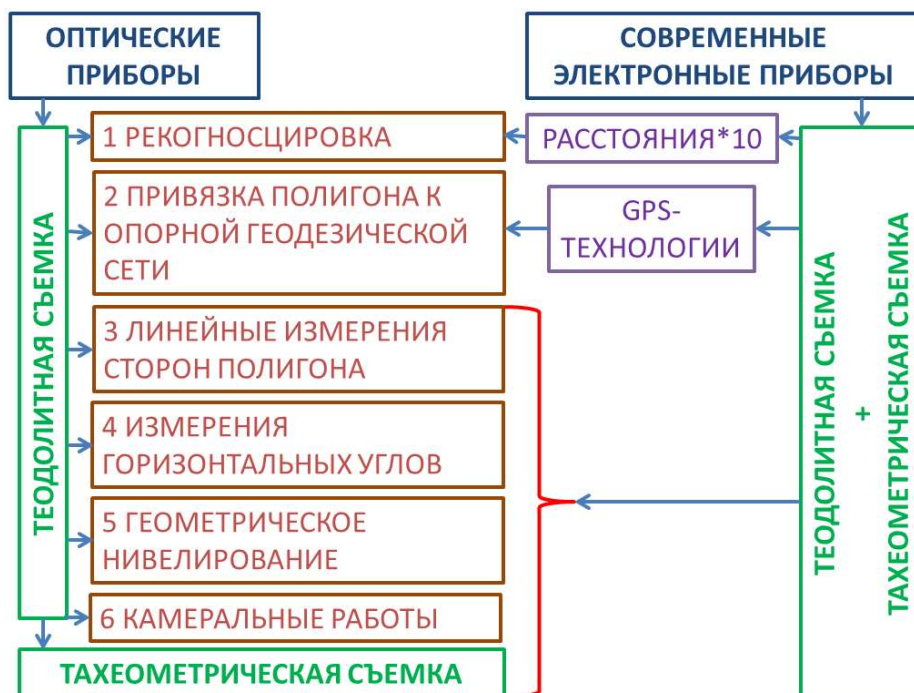 ОПТИЧЕСКИЕ
ПРИБОРЫ
СОВРЕМЕННЫЕ
ЭЛЕКТРОННЫЕ ПРИБОРЫ
ТЕОДОЛИТНАЯ СЪЕМКА
1 РЕКОГНОСЦИРОВКА
РАССТОЯНИЯ*10
2 ПРИВЯЗКА ПОЛИГОНА К
ОПОРНОЙ ГЕОДЕЗИЧЕСКОЙ
СЕТИ
GPS-
ТЕХНОЛОГИИ
3 ЛИНЕЙНЫЕ ИЗМЕРЕНИЯ
СТОРОН ПОЛИГОНА
4 ИЗМЕРЕНИЯ
ГОРИЗОНТАЛЬНЫХ УГЛОВ
5 ГЕОМЕТРИЧЕСКОЕ
НИВЕЛИРОВАНИЕ
6 КАМЕРАЛЬНЫЕ РАБОТЫ
ТАХЕОМЕТРИЧЕСКАЯ СЪЕМКА
ТЕОДОЛИТНАЯ СЪЕМКА
+
ТАХЕОМЕТРИЧЕСКАЯ СЪЕМКА